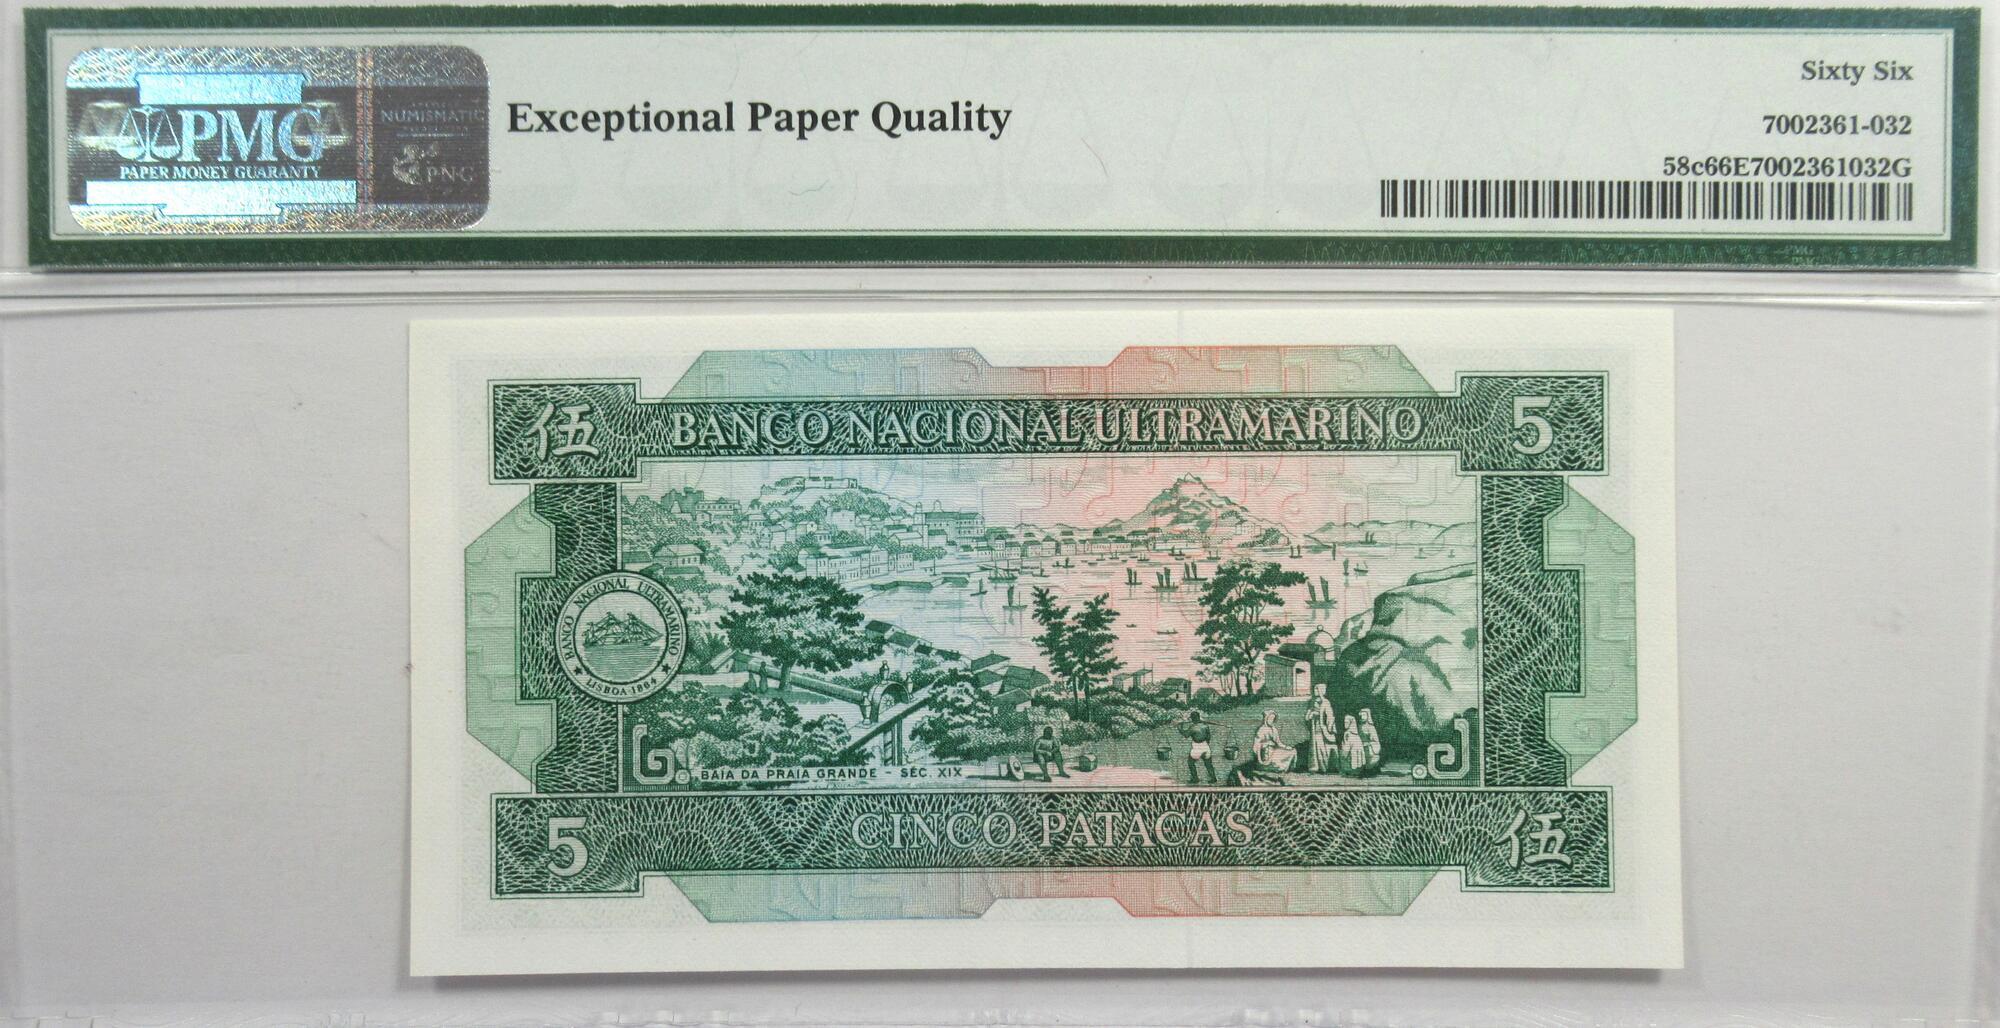 PMG
PAPER MONEY GUARANTY
NUMISMATIC
PNG
Exceptional Paper Quality
Sixty Six
7002361-032
58c66E7002361032G
伍
BANCO NACIONAL ULTRAMARINO
5
BANCO NACIONAL ULTRAMARINO
LISBOA 1864
BAÍA DA PRAIA GRANDE - SÉC. XIX
5
CINCO PATACAS
伍